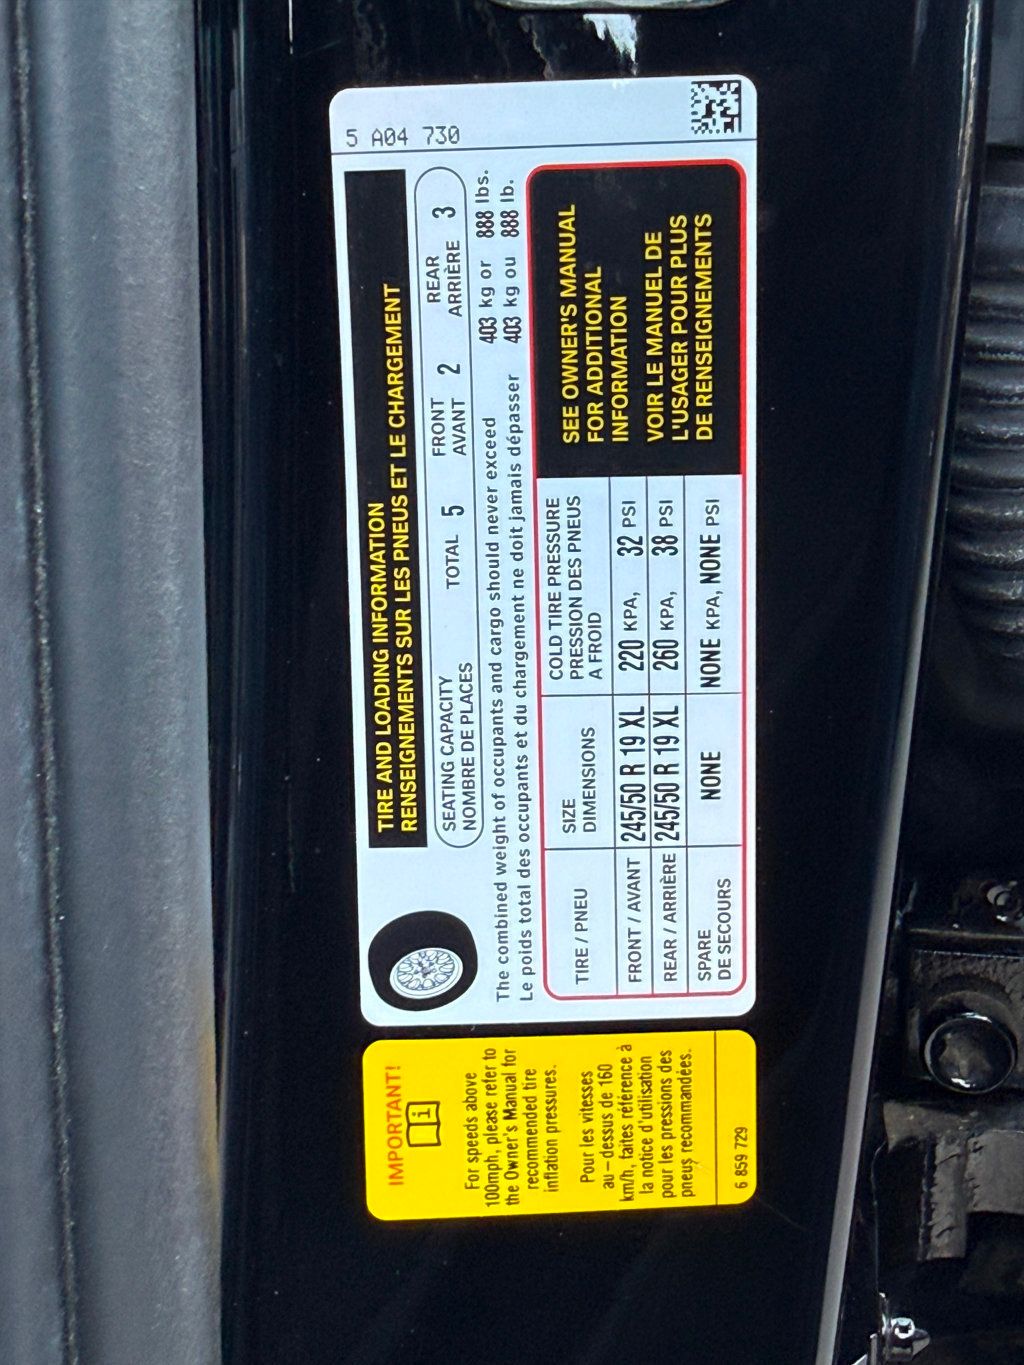 TIRE AND LOADING INFORMATION
RENSEIGNEMENTS SUR LES PNEUS ET LE CHARGEMENT
5 A04 730
SEATING CAPACITY TOTAL 5 FRONT 2 REAR 3
NOMBRE DE PLACES AVANT ARRIÈRE
The combined weight of occupants and cargo should never exceed 403 kg or 888 lbs.
Le poids total des occupants et du chargement ne doit jamais dépasser 403 kg ou 888 lb.
TIRE / PNEU
SIZE
DIMENSIONS
COLD TIRE PRESSURE
PRESSION DES PNEUS
A FROID
FRONT / AVANT 245/50 R 19 XL 220 KPA, 32 PSI
REAR / ARRIÈRE 245/50 R 19 XL 260 KPA, 38 PSI
SPARE
DE SECOURS NONE NONE KPA, NONE PSI
SEE OWNER'S MANUAL
FOR ADDITIONAL
INFORMATION
VOIR LE MANUEL DE
L'USAGER POUR PLUS
DE RENSEIGNEMENTS
IMPORTANT!
i
For speeds above
100mph, please refer to
the Owner's Manual for
recommended tire
inflation pressures.
Pour les vitesses
au – dessus de 160
km/h, faites référence à
la notice d'utilisation
pour les pressions des
pneus recommandées.
6 859 729